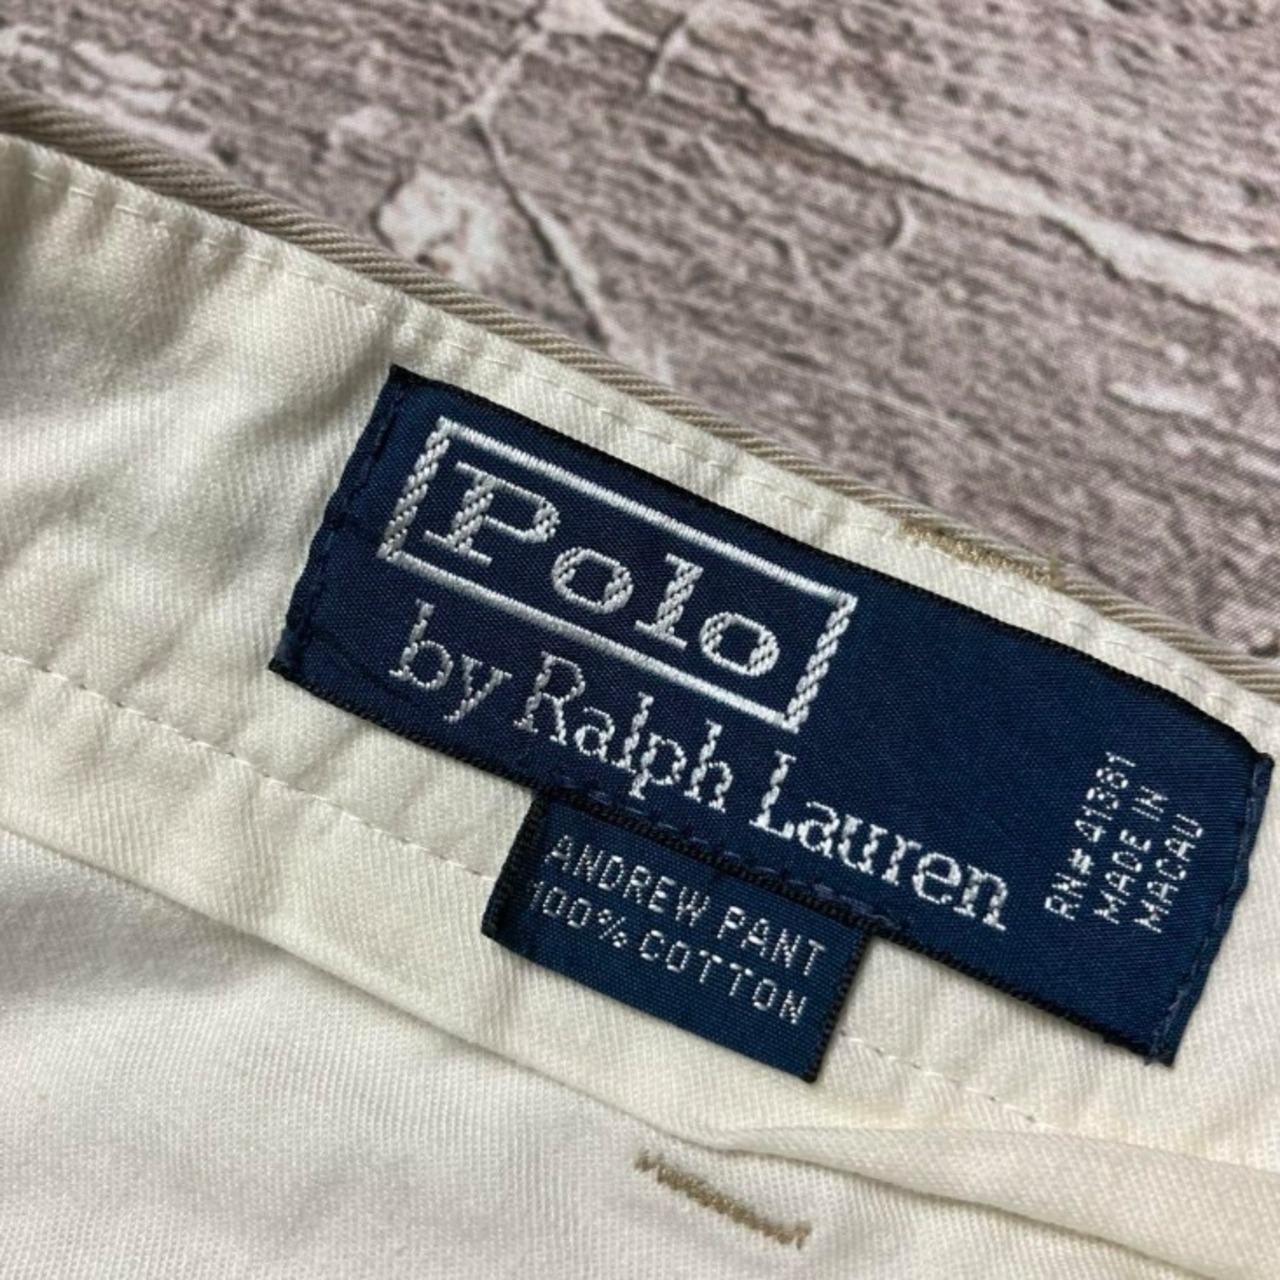 Polo
by Ralph Lauren
RN# 41381
MADE IN
MACAU
ANDREW PANT
100% COTTON